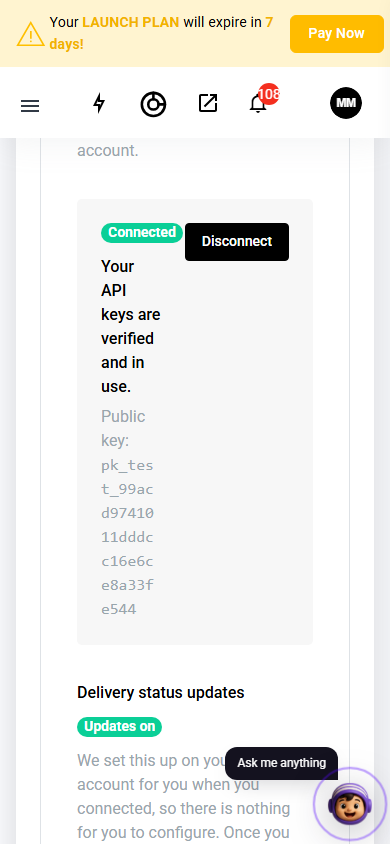 Your LAUNCH PLAN will expire in 7
days!
Pay Now
108
MM
account.
Connected
Disconnect
Your
API
keys are
verified
and in
use.
Public
key:
pk_tes
t_99ac
d97410
11dddc
c16e6c
e8a33f
e544
Delivery status updates
Updates on
We set this up on you
Ask me anything
account for you when you
connected, so there is nothing
for you to configure. Once you